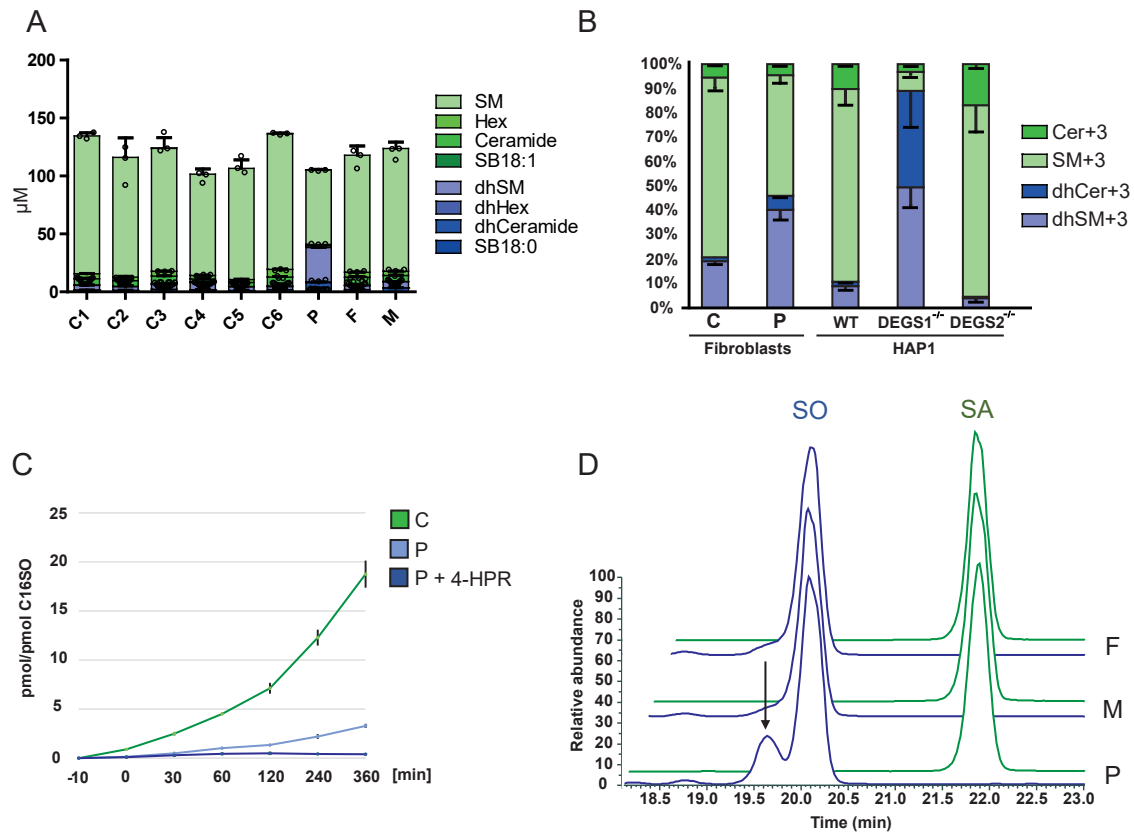 A
200
150
100
50
0
µM
C1 C2 C3 C4 C5 C6 P F M
SM
Hex
Ceramide
SB18:1
dhSM
dhHex
dhCeramide
SB18:0
B
100%
90%
80%
70%
60%
50%
40%
30%
20%
10%
0%
C P WT DEGS1-/- DEGS2-/-
Fibroblasts HAP1
Cer+3
SM+3
dhCer+3
dhSM+3
C
25
20
15
10
5
0
pmol/pmol C16SO
-10 0 30 60 120 240 360 [min]
C
P
P + 4-HPR
D
SO SA
100
90
80
70
60
50
40
30
20
10
0
Relative abundance
F
M
P
18.5 19.0 19.5 20.0 20.5 21.0 21.5 22.0 22.5 23.0
Time (min)